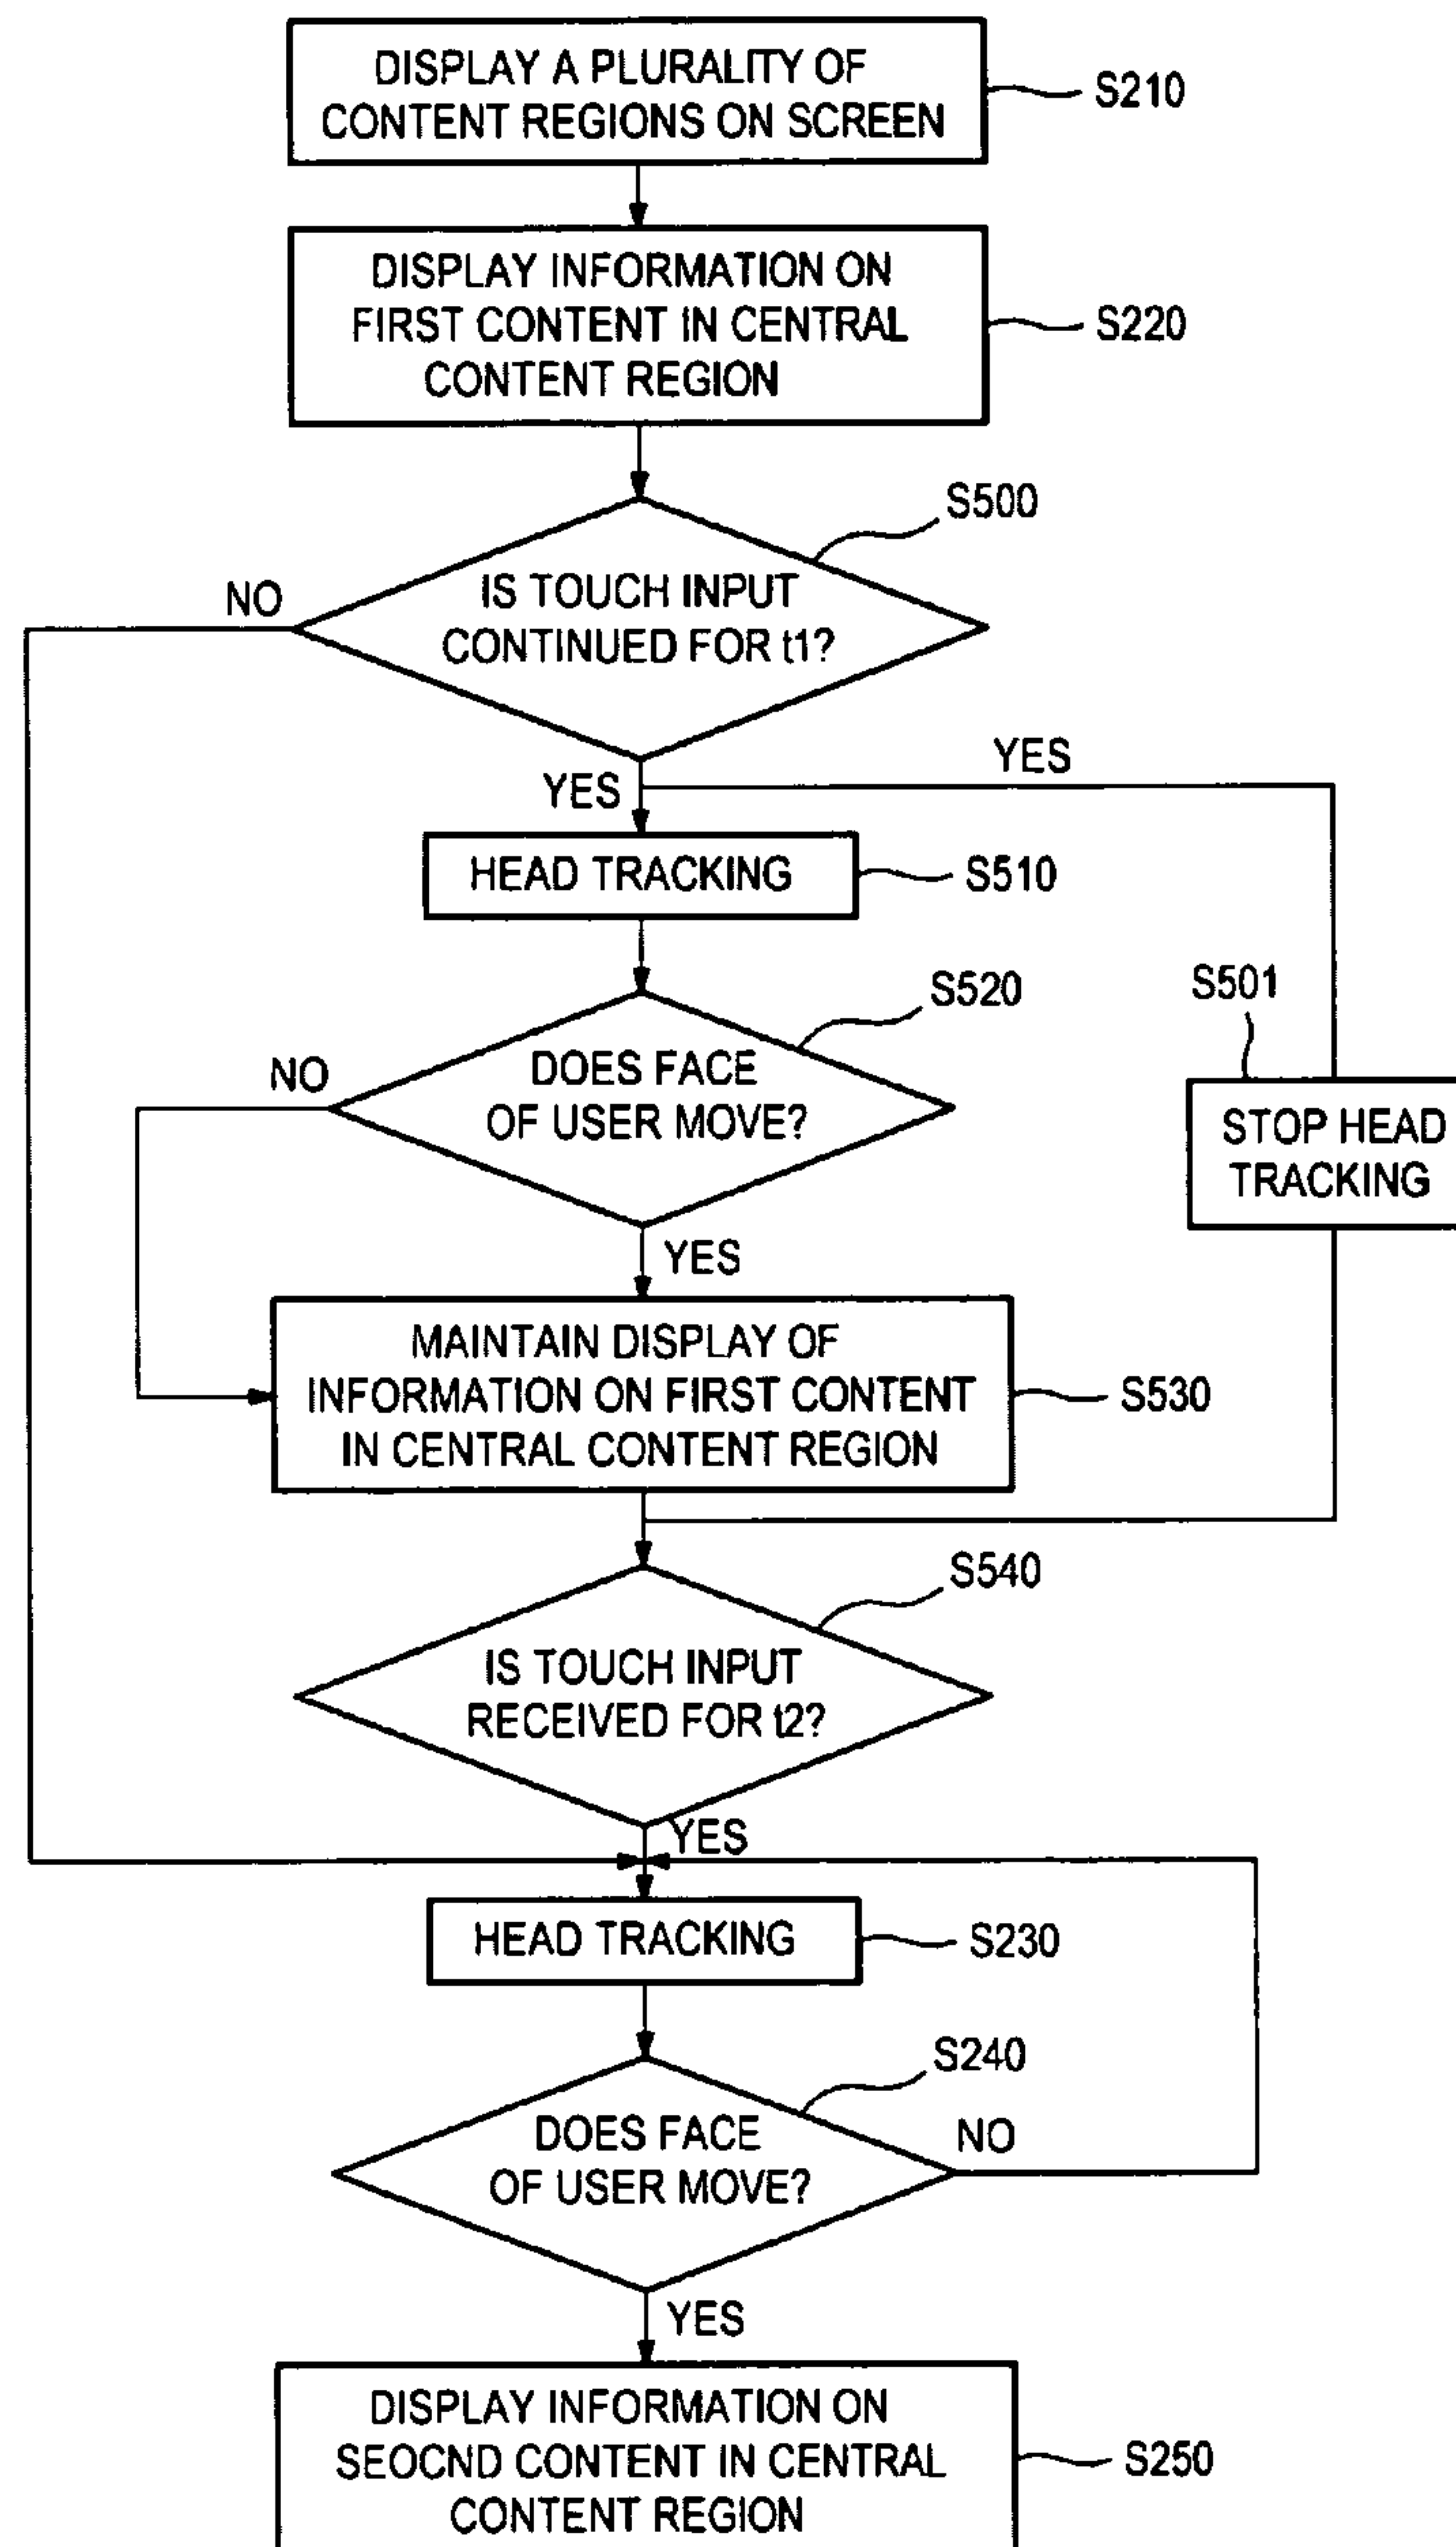 DISPLAY A PLURALITY OF
CONTENT REGIONS ON SCREEN
S210
DISPLAY INFORMATION ON
FIRST CONTENT IN CENTRAL
CONTENT REGION
S220
S500
IS TOUCH INPUT
CONTINUED FOR t1?
NO
YES
YES
HEAD TRACKING
S510
S520
S501
DOES FACE
OF USER MOVE?
NO
STOP HEAD
TRACKING
YES
MAINTAIN DISPLAY OF
INFORMATION ON FIRST CONTENT
IN CENTRAL CONTENT REGION
S530
S540
IS TOUCH INPUT
RECEIVED FOR t2?
YES
HEAD TRACKING
S230
S240
DOES FACE
OF USER MOVE?
NO
YES
DISPLAY INFORMATION ON
SEOCND CONTENT IN CENTRAL
CONTENT REGION
S250